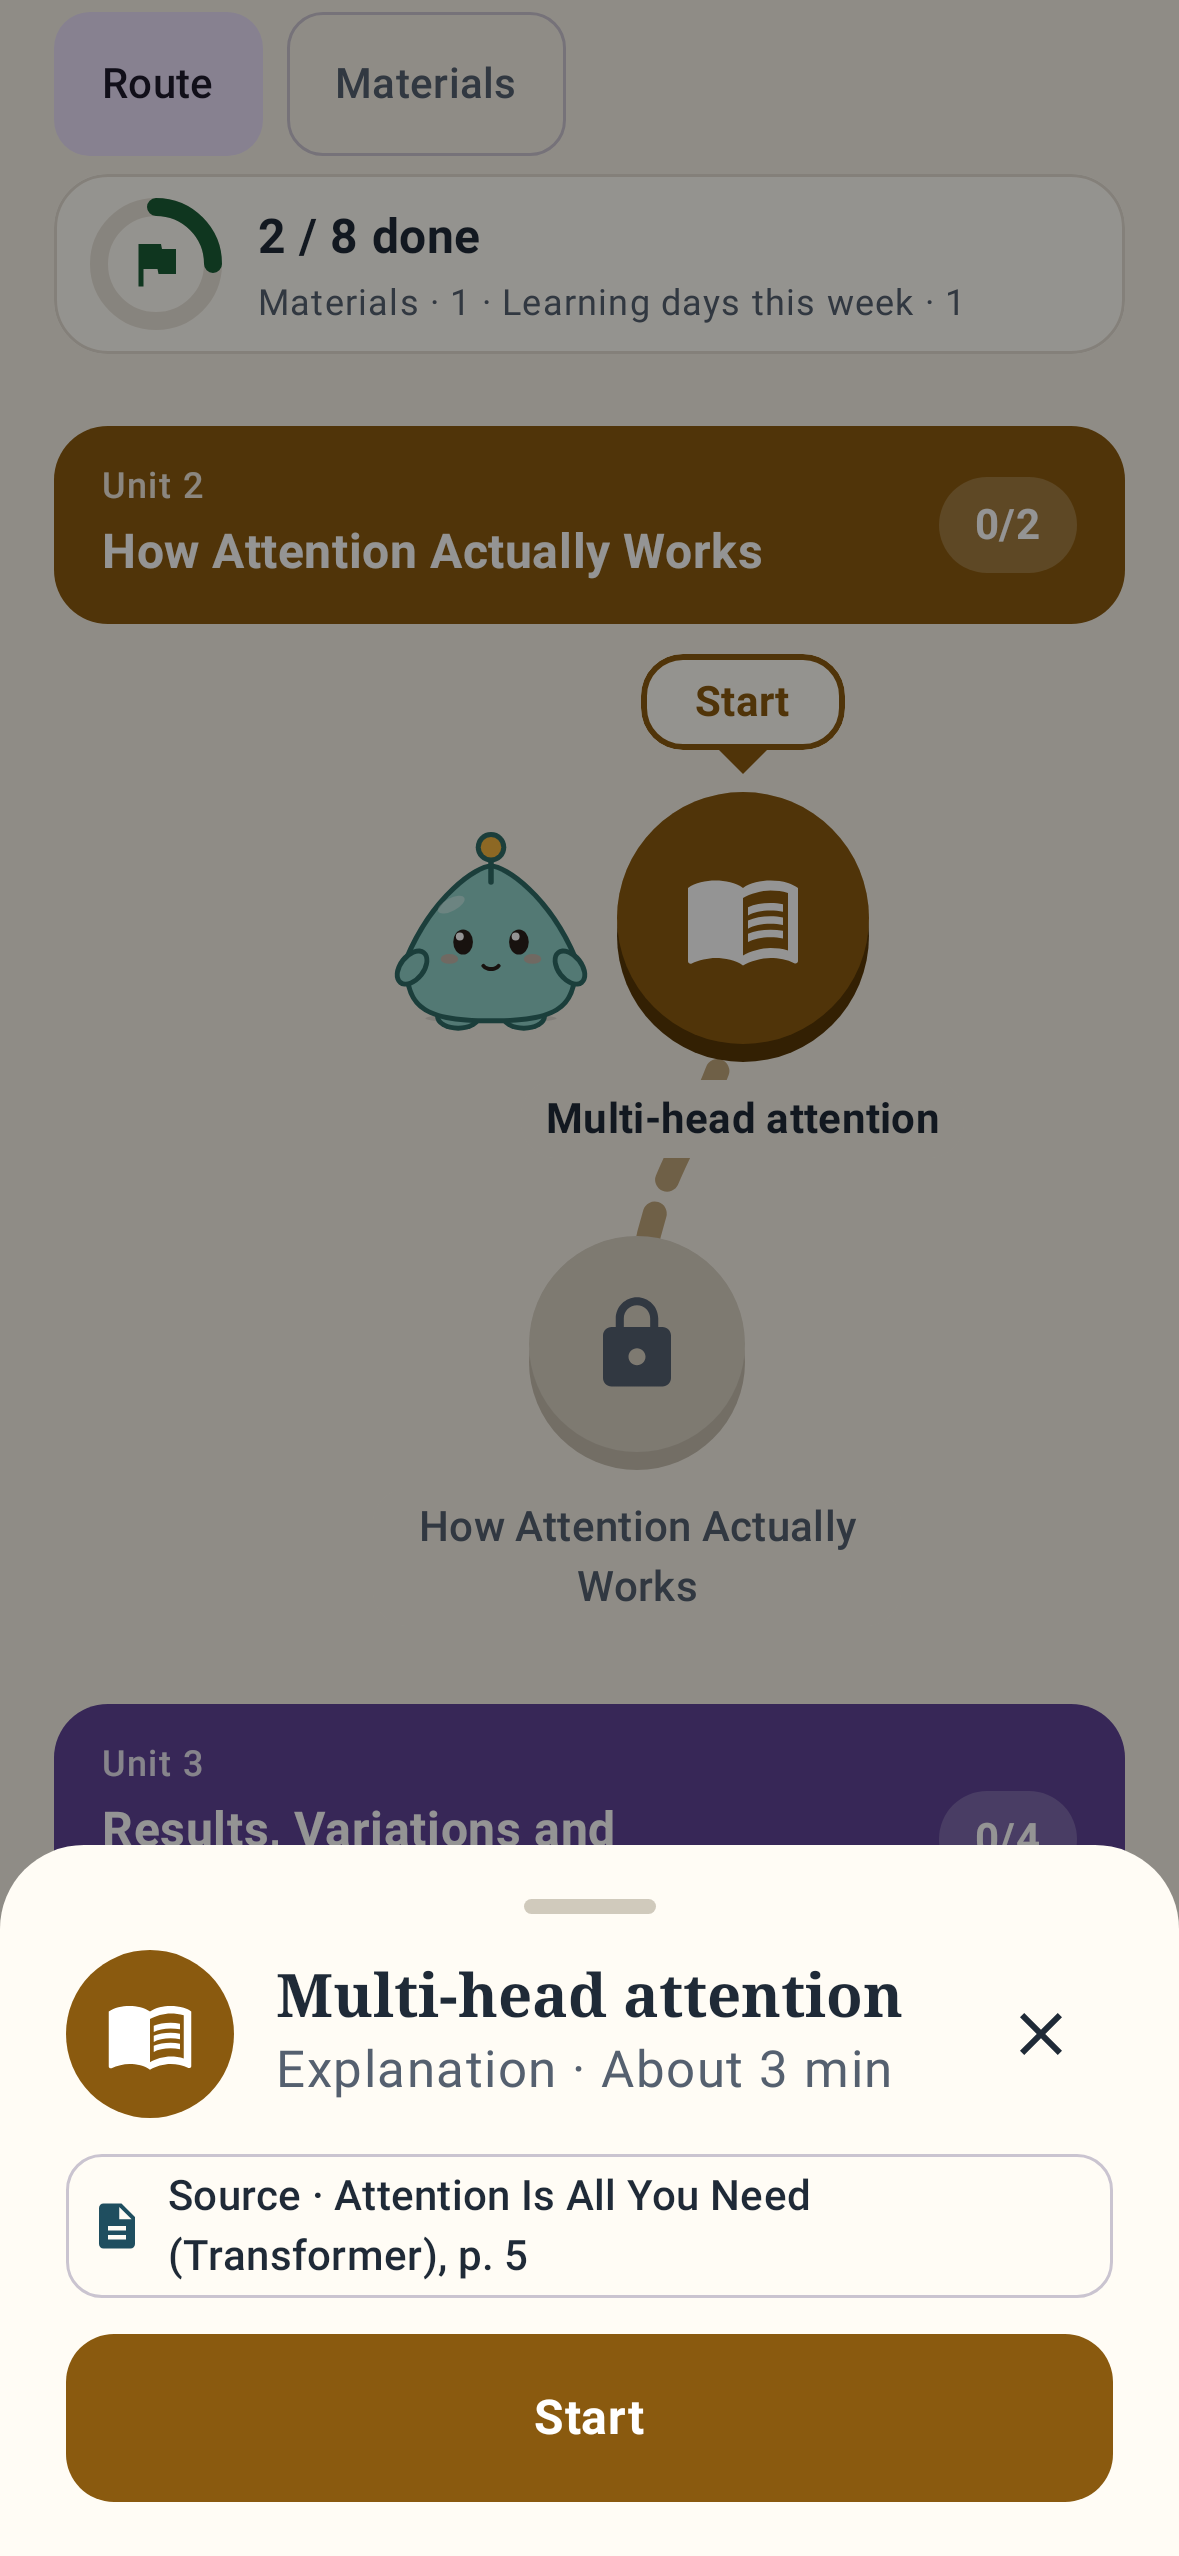 Route
Materials
2 / 8 done
Materials · 1 · Learning days this week · 1
Unit 2
How Attention Actually Works
0/2
Start
Multi-head attention
How Attention Actually
Works
Unit 3
Results, Variations and
0/4
Multi-head attention
Explanation · About 3 min
Source · Attention Is All You Need
(Transformer), p. 5
Start